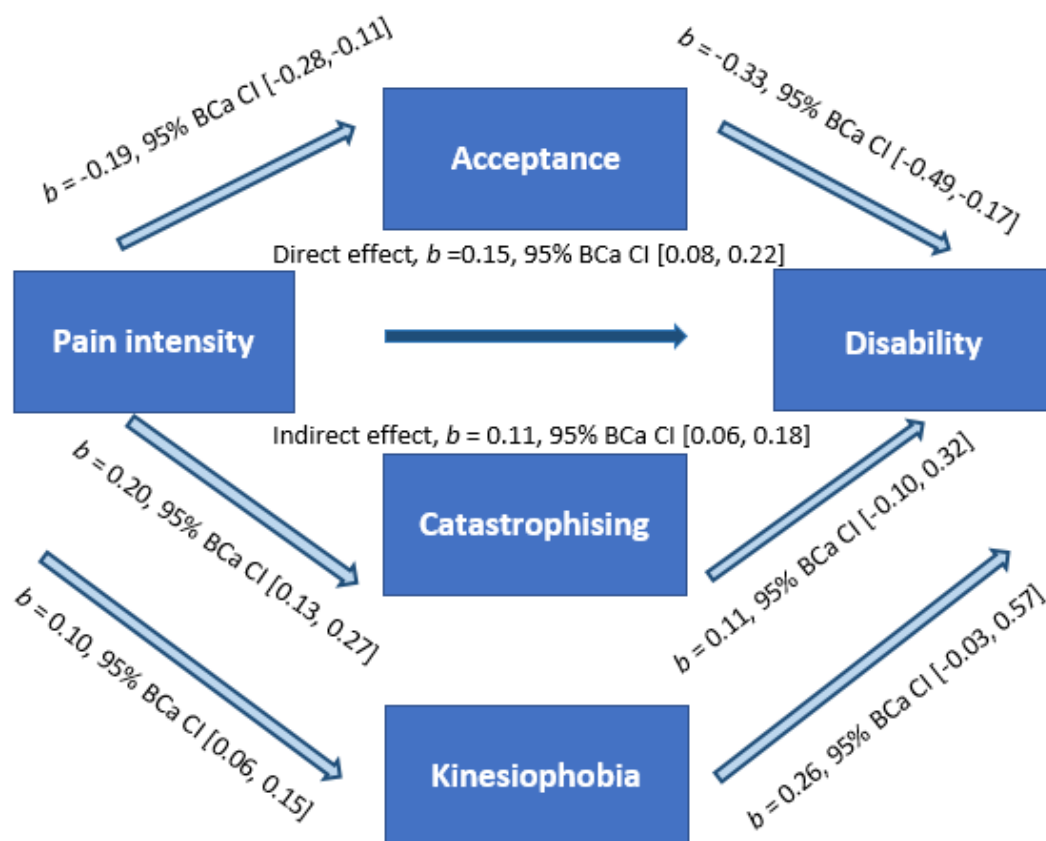 b = -0.19, 95% BCa CI [-0.28,-0.11]
b = -0.33, 95% BCa CI [-0.49,-0.17]
Acceptance
Direct effect, b =0.15, 95% BCa CI [0.08, 0.22]
Pain intensity
Disability
Indirect effect, b = 0.11, 95% BCa CI [0.06, 0.18]
b = 0.20, 95% BCa CI [0.13, 0.27]
Catastrophising
b = 0.11, 95% BCa CI [-0.10, 0.32]
b = 0.10, 95% BCa CI [0.06, 0.15]
Kinesiophobia
b = 0.26, 95% BCa CI [-0.03, 0.57]